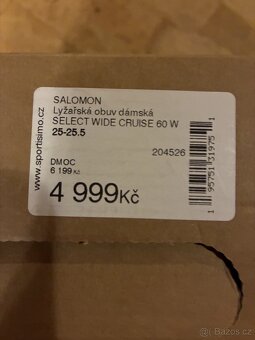 SALOMON
Lyžařská obuv dámská
SELECT WIDE CRUISE 60 W
25-25.5
204526
DMOC
6 199 Kč
4 999Kč
www.sportisimo.cz
Sbazoš.cz